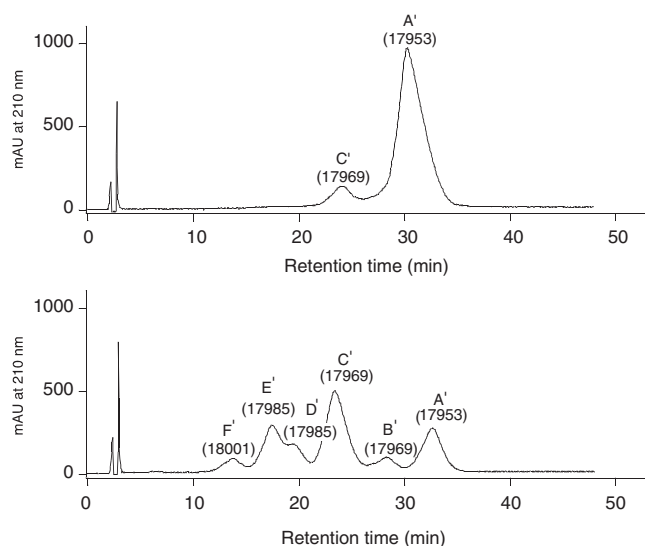 A'
(17953)
1000
mAU at 210 nm
500
C'
(17969)
0
0 10 20 30 40 50
Retention time (min)
1000
mAU at 210 nm
C'
(17969)
E'
(17985)
D'
(17985)
A'
(17953)
500
F'
(18001)
B'
(17969)
0
0 10 20 30 40 50
Retention time (min)